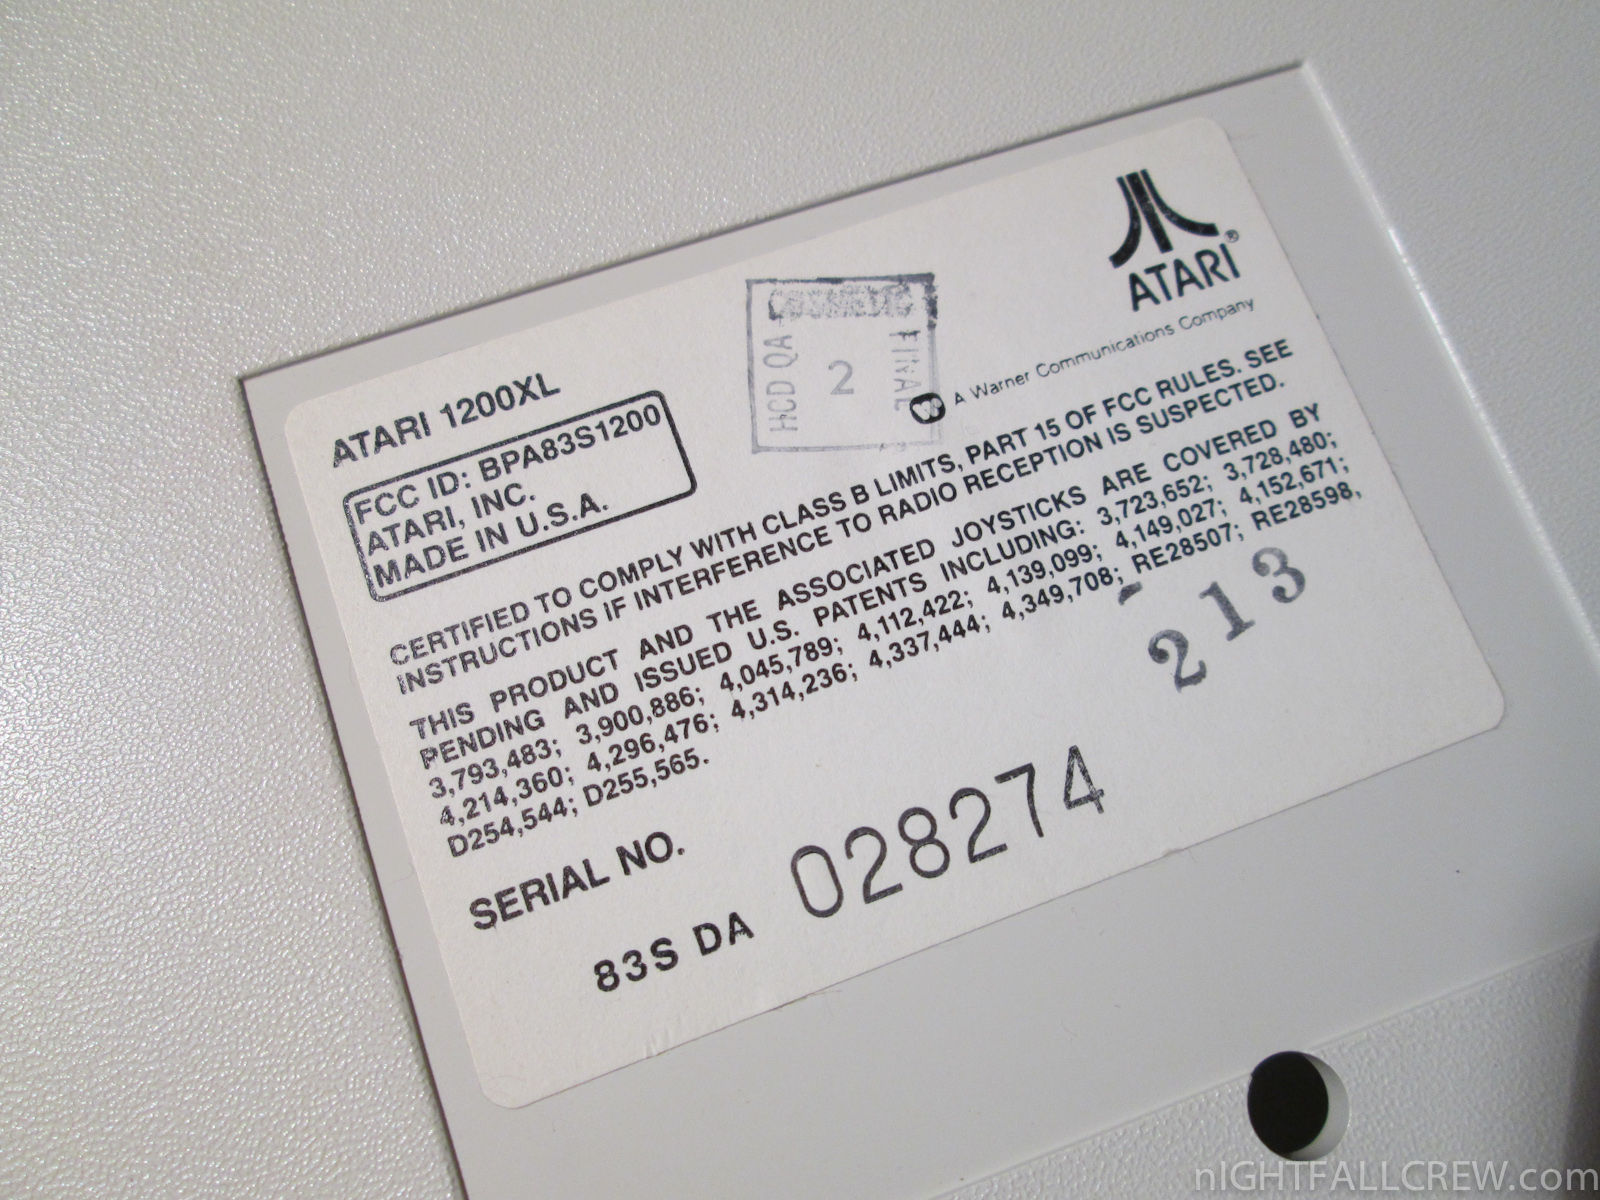 ATARI®
A Warner Communications Company
HCD QA
2
FINAL
ATARI 1200XL
FCC ID: BPA83S1200
ATARI, INC.
MADE IN U.S.A.
CERTIFIED TO COMPLY WITH CLASS B LIMITS, PART 15 OF FCC RULES. SEE
INSTRUCTIONS IF INTERFERENCE TO RADIO RECEPTION IS SUSPECTED.
THIS PRODUCT AND THE ASSOCIATED JOYSTICKS ARE COVERED BY
PENDING AND ISSUED U.S. PATENTS INCLUDING: 3,723,652; 3,728,480;
3,793,483; 3,900,886; 4,045,789; 4,112,422; 4,139,099; 4,149,027; 4,152,671;
4,214,360; 4,296,476; 4,314,236; 4,337,444; 4,349,708; RE28507; RE28598,
D254,544; D255,565.
213
SERIAL NO.
83S DA 028274
nIGHTFALLCREW.com